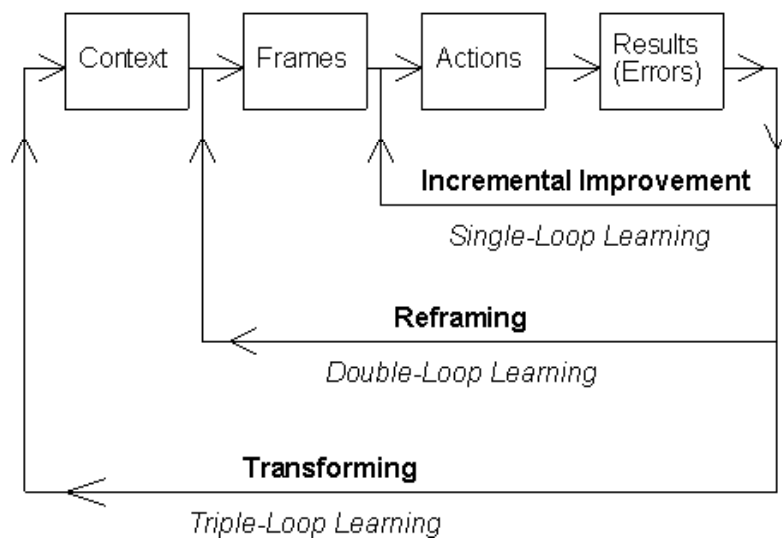 Context
Frames
Actions
Results
(Errors)
Incremental Improvement
Single-Loop Learning
Reframing
Double-Loop Learning
Transforming
Triple-Loop Learning